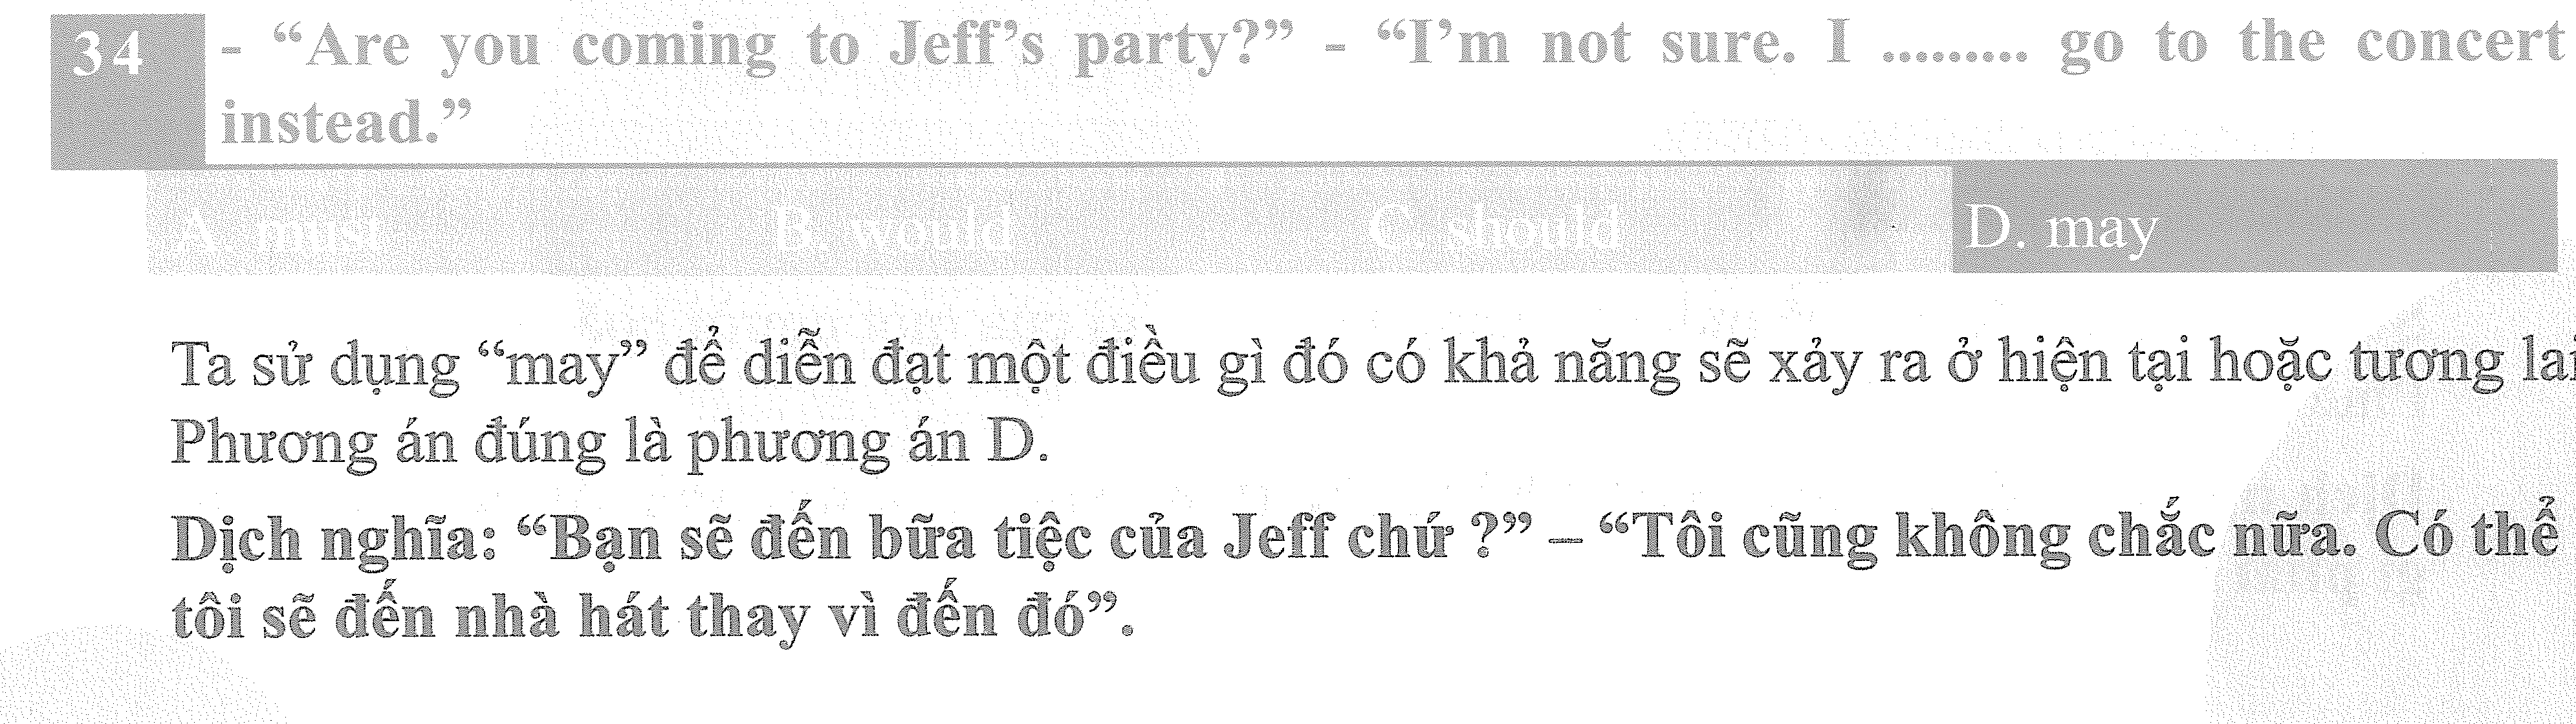 34 - “Are you coming to Jeff’s party?” - “I’m not sure. I ......... go to the concert
instead.”
A. must B. would C. should D. may
Ta sử dụng “may” để diễn đạt một điều gì đó có khả năng sẽ xảy ra ở hiện tại hoặc tương lai
Phương án đúng là phương án D.
Dịch nghĩa: “Bạn sẽ đến bữa tiệc của Jeff chứ ?” – “Tôi cũng không chắc nữa. Có thể
tôi sẽ đến nhà hát thay vì đến đó”.